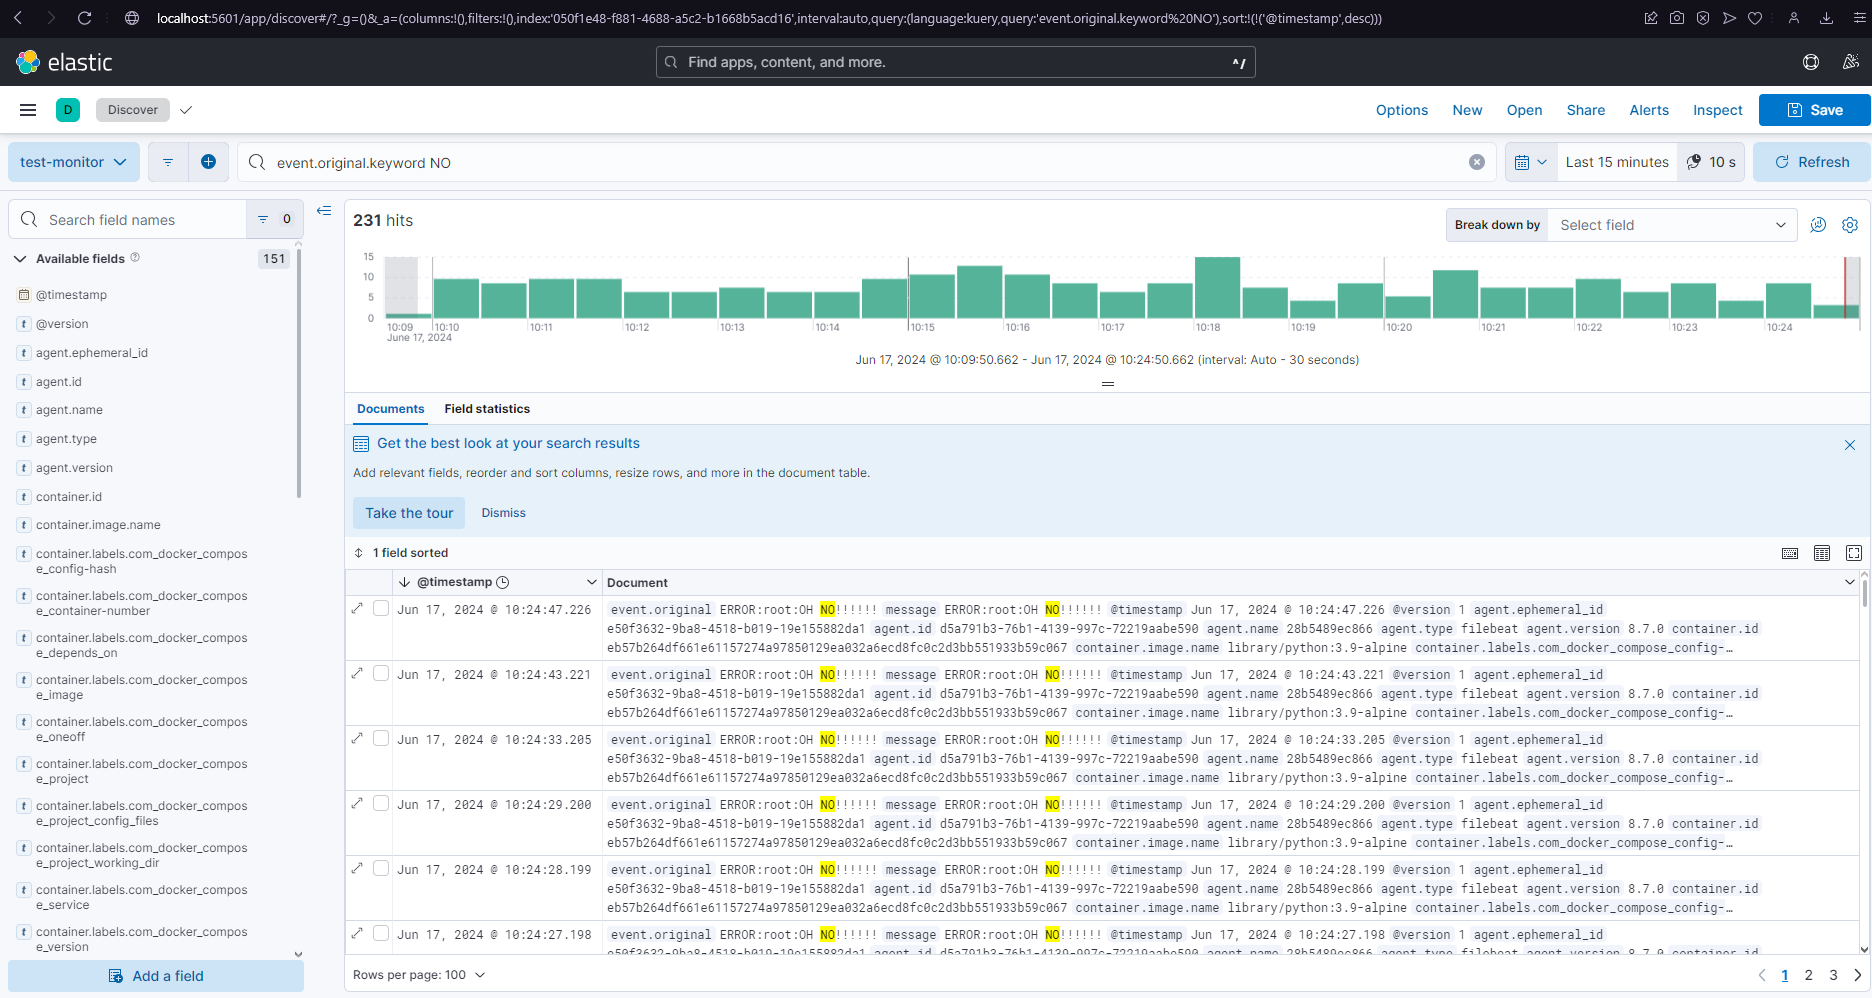 localhost:5601/app/discover#/?_g=()&_a=(columns:!(),filters:!(),index:'050f1e48-f881-4688-a5c2-b1668b5acd16',interval:auto,query:(language:kuery,query:'event.original.keyword%20NO'),sort:!(!('@timestamp',desc)))
elastic
Find apps, content, and more.
^/
D
Discover
Options
New
Open
Share
Alerts
Inspect
Save
test-monitor
event.original.keyword NO
Last 15 minutes
10 s
Refresh
Search field names
0
Available fields
151
@timestamp
t @version
t agent.ephemeral_id
t agent.id
t agent.name
t agent.type
t agent.version
t container.id
t container.image.name
t container.labels.com_docker_compos
e_config-hash
t container.labels.com_docker_compos
e_container-number
t container.labels.com_docker_compos
e_depends_on
t container.labels.com_docker_compos
e_image
t container.labels.com_docker_compos
e_oneoff
t container.labels.com_docker_compos
e_project
t container.labels.com_docker_compos
e_project_config_files
t container.labels.com_docker_compos
e_project_working_dir
t container.labels.com_docker_compos
e_service
t container.labels.com_docker_compos
e_version
Add a field
231 hits
Break down by
Select field
15
10
5
0
10:09 10:10 10:11 10:12 10:13 10:14 10:15 10:16 10:17 10:18 10:19 10:20 10:21 10:22 10:23 10:24
June 17, 2024
Jun 17, 2024 @ 10:09:50.662 - Jun 17, 2024 @ 10:24:50.662 (interval: Auto - 30 seconds)
Documents
Field statistics
Get the best look at your search results
Add relevant fields, reorder and sort columns, resize rows, and more in the document table.
Take the tour
Dismiss
1 field sorted
@timestamp
Document
Jun 17, 2024 @ 10:24:47.226 event.original ERROR:root:OH NO!!!!!! message ERROR:root:OH NO!!!!!! @timestamp Jun 17, 2024 @ 10:24:47.226 @version 1 agent.ephemeral_id
e50f3632-9ba8-4518-b019-19e155882da1 agent.id d5a791b3-76b1-4139-997c-72219aabe590 agent.name 28b5489ec866 agent.type filebeat agent.version 8.7.0 container.id
eb57b264df661e61157274a97850129ea032a6ecd8fc0c2d3bb551933b59c067 container.image.name library/python:3.9-alpine container.labels.com_docker_compose_config-…
Jun 17, 2024 @ 10:24:43.221 event.original ERROR:root:OH NO!!!!!! message ERROR:root:OH NO!!!!!! @timestamp Jun 17, 2024 @ 10:24:43.221 @version 1 agent.ephemeral_id
e50f3632-9ba8-4518-b019-19e155882da1 agent.id d5a791b3-76b1-4139-997c-72219aabe590 agent.name 28b5489ec866 agent.type filebeat agent.version 8.7.0 container.id
eb57b264df661e61157274a97850129ea032a6ecd8fc0c2d3bb551933b59c067 container.image.name library/python:3.9-alpine container.labels.com_docker_compose_config-…
Jun 17, 2024 @ 10:24:33.205 event.original ERROR:root:OH NO!!!!!! message ERROR:root:OH NO!!!!!! @timestamp Jun 17, 2024 @ 10:24:33.205 @version 1 agent.ephemeral_id
e50f3632-9ba8-4518-b019-19e155882da1 agent.id d5a791b3-76b1-4139-997c-72219aabe590 agent.name 28b5489ec866 agent.type filebeat agent.version 8.7.0 container.id
eb57b264df661e61157274a97850129ea032a6ecd8fc0c2d3bb551933b59c067 container.image.name library/python:3.9-alpine container.labels.com_docker_compose_config-…
Jun 17, 2024 @ 10:24:29.200 event.original ERROR:root:OH NO!!!!!! message ERROR:root:OH NO!!!!!! @timestamp Jun 17, 2024 @ 10:24:29.200 @version 1 agent.ephemeral_id
e50f3632-9ba8-4518-b019-19e155882da1 agent.id d5a791b3-76b1-4139-997c-72219aabe590 agent.name 28b5489ec866 agent.type filebeat agent.version 8.7.0 container.id
eb57b264df661e61157274a97850129ea032a6ecd8fc0c2d3bb551933b59c067 container.image.name library/python:3.9-alpine container.labels.com_docker_compose_config-…
Jun 17, 2024 @ 10:24:28.199 event.original ERROR:root:OH NO!!!!!! message ERROR:root:OH NO!!!!!! @timestamp Jun 17, 2024 @ 10:24:28.199 @version 1 agent.ephemeral_id
e50f3632-9ba8-4518-b019-19e155882da1 agent.id d5a791b3-76b1-4139-997c-72219aabe590 agent.name 28b5489ec866 agent.type filebeat agent.version 8.7.0 container.id
eb57b264df661e61157274a97850129ea032a6ecd8fc0c2d3bb551933b59c067 container.image.name library/python:3.9-alpine container.labels.com_docker_compose_config-…
Jun 17, 2024 @ 10:24:27.198 event.original ERROR:root:OH NO!!!!!! message ERROR:root:OH NO!!!!!! @timestamp Jun 17, 2024 @ 10:24:27.198 @version 1 agent.ephemeral_id
Rows per page: 100
1 2 3